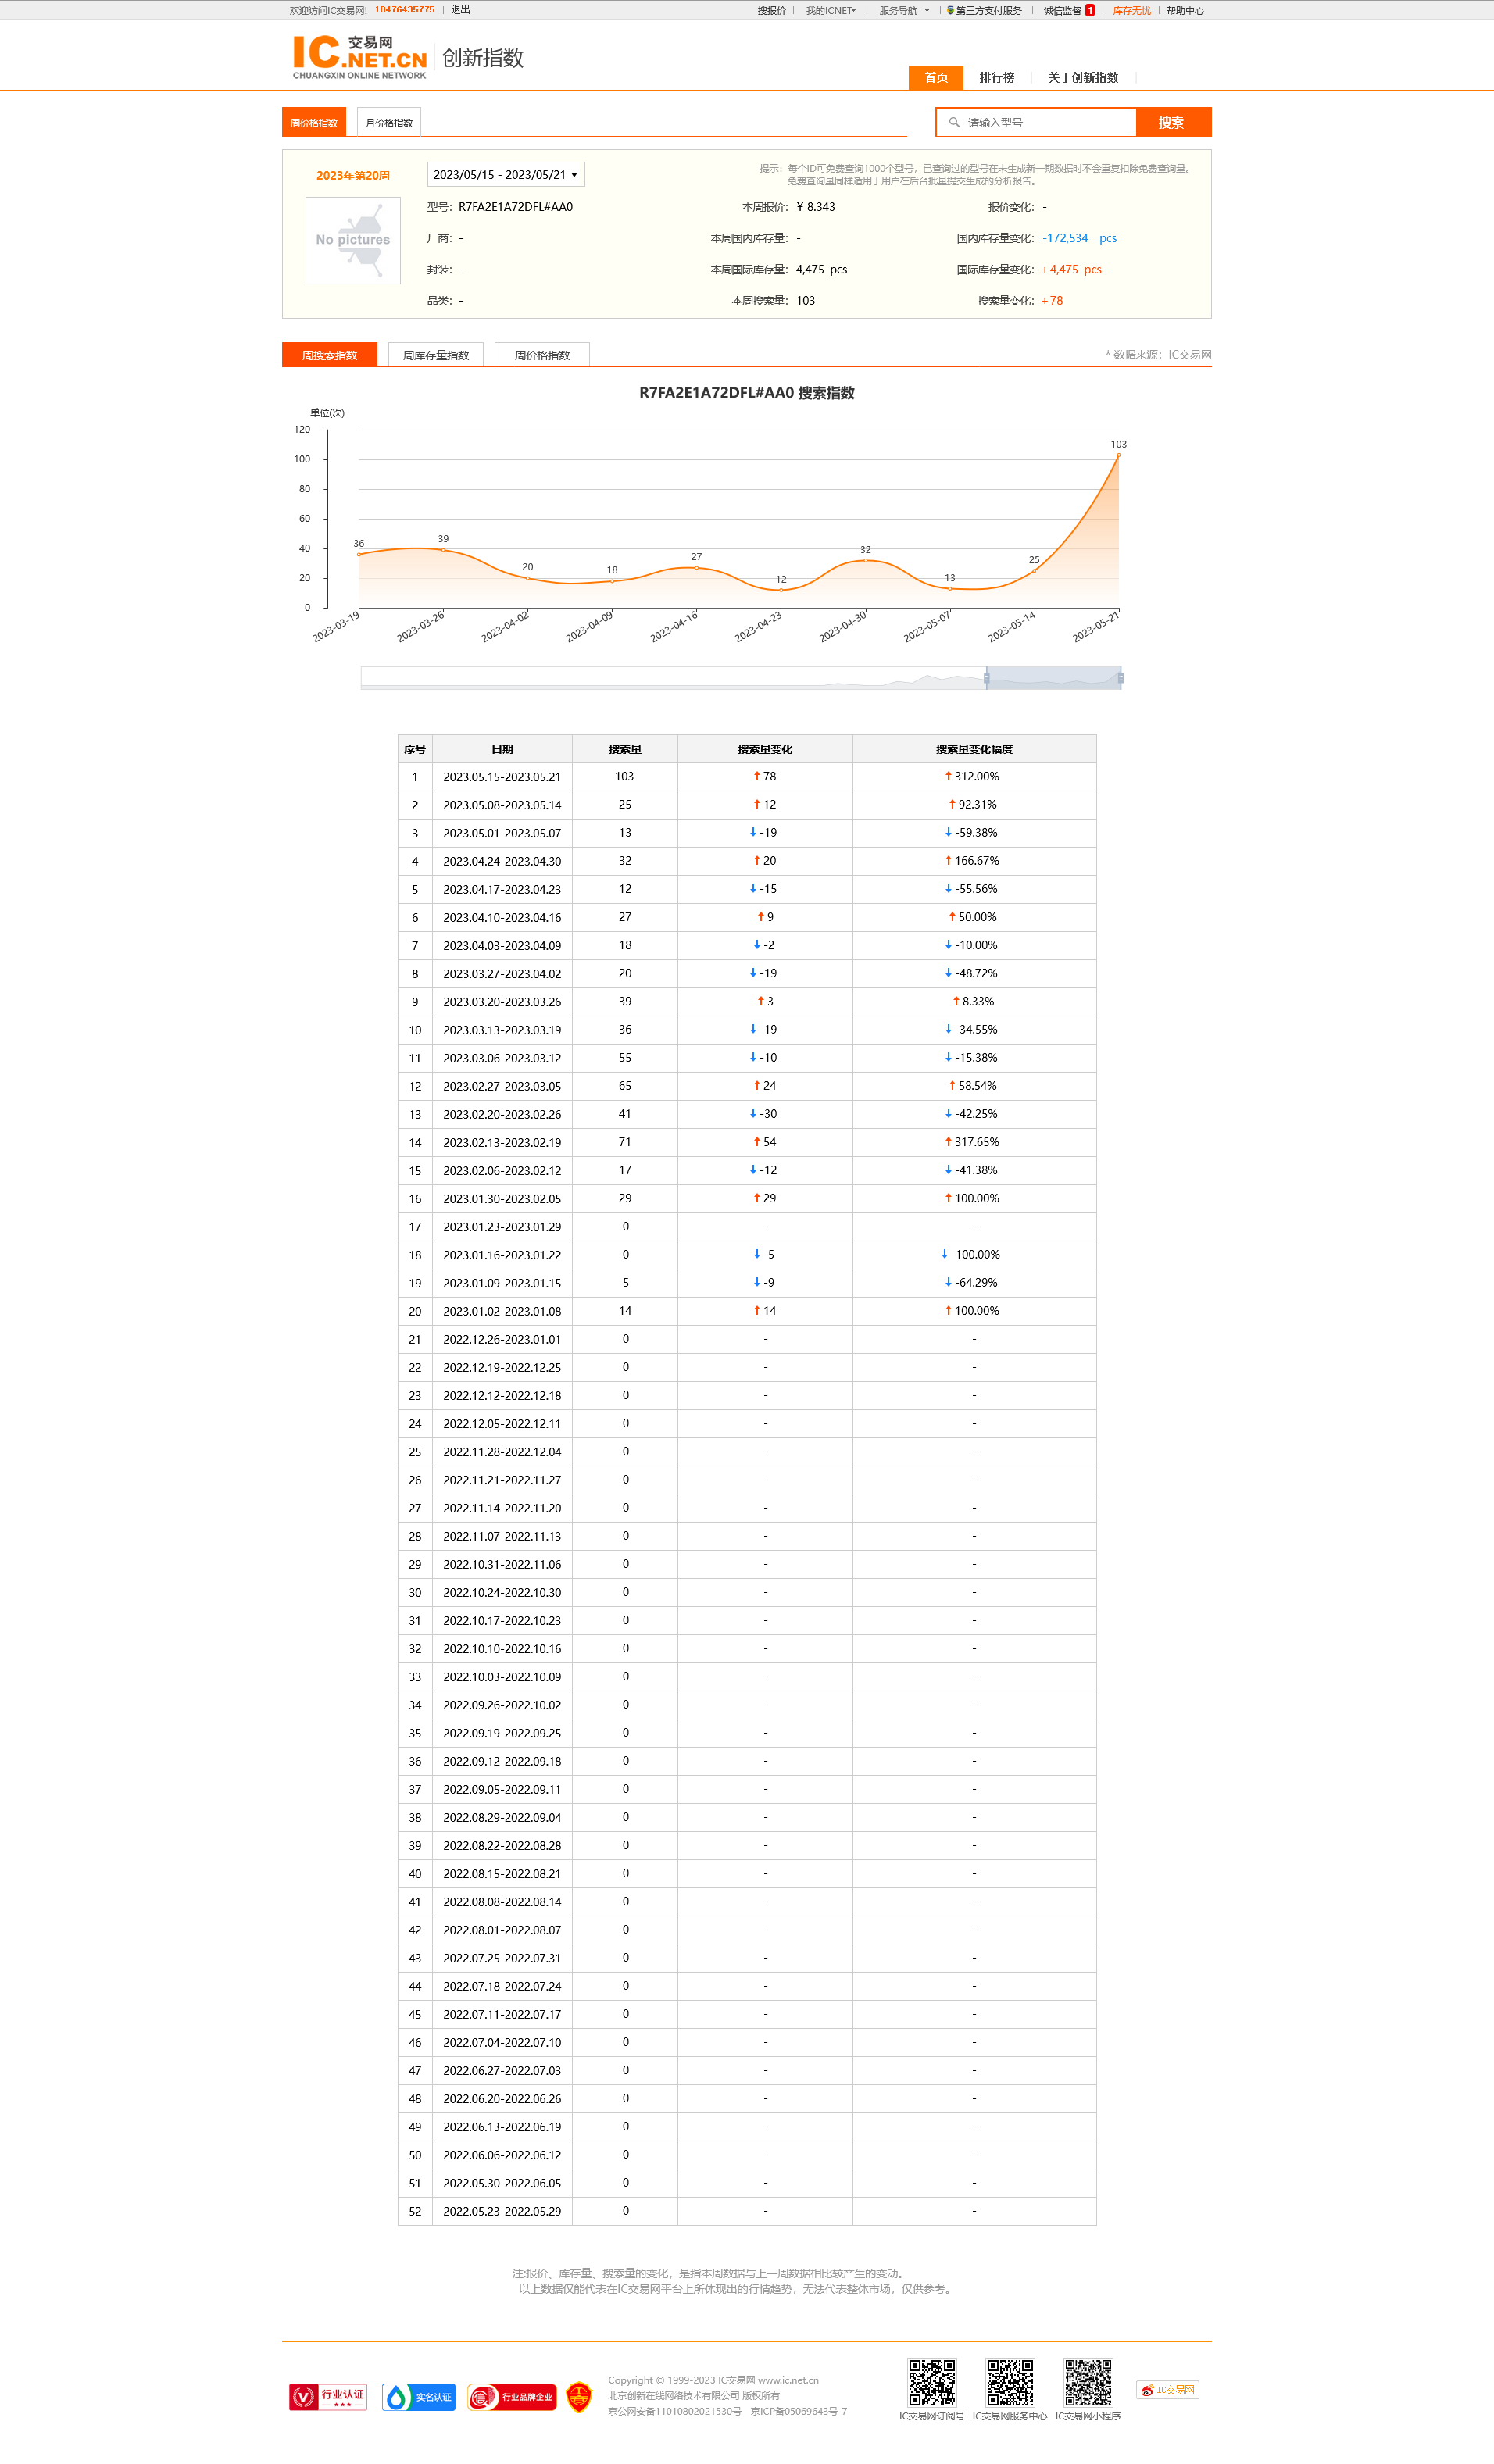 欢迎访问IC交易网! 18476435775 退出 搜报价 我的ICNET 服务导航 第三方支付服务 诚信监督 1 库存无忧 帮助中心
IC 交易网 .NET.CN 创新指数
CHUANGXIN ONLINE NETWORK
首页 排行榜 关于创新指数
周价格指数 月价格指数 请输入型号 搜索
2023年第20周 2023/05/15 - 2023/05/21
提示：每个ID可免费查询1000个型号，已查询过的型号在未生成新一期数据时不会重复扣除免费查询量。
免费查询量同样适用于用户在后台批量提交生成的分析报告。
No pictures
型号：R7FA2E1A72DFL#AA0 本周报价：¥ 8.343 报价变化：-
厂商：- 本周国内库存量：- 国内库存量变化：-172,534 pcs
封装：- 本周国际库存量：4,475 pcs 国际库存量变化：+4,475 pcs
品类：- 本周搜索量：103 搜索量变化：+78
周搜索指数 周库存量指数 周价格指数 * 数据来源：IC交易网
R7FA2E1A72DFL#AA0 搜索指数
单位(次)
120
100
80
60
40
20
0
36 39 20 18 27 12 32 13 25 103
2023-03-19 2023-03-26 2023-04-02 2023-04-09 2023-04-16 2023-04-23 2023-04-30 2023-05-07 2023-05-14 2023-05-21
序号 日期 搜索量 搜索量变化 搜索量变化幅度
1 2023.05.15-2023.05.21 103 ↑ 78 ↑ 312.00%
2 2023.05.08-2023.05.14 25 ↑ 12 ↑ 92.31%
3 2023.05.01-2023.05.07 13 ↓ -19 ↓ -59.38%
4 2023.04.24-2023.04.30 32 ↑ 20 ↑ 166.67%
5 2023.04.17-2023.04.23 12 ↓ -15 ↓ -55.56%
6 2023.04.10-2023.04.16 27 ↑ 9 ↑ 50.00%
7 2023.04.03-2023.04.09 18 ↓ -2 ↓ -10.00%
8 2023.03.27-2023.04.02 20 ↓ -19 ↓ -48.72%
9 2023.03.20-2023.03.26 39 ↑ 3 ↑ 8.33%
10 2023.03.13-2023.03.19 36 ↓ -19 ↓ -34.55%
11 2023.03.06-2023.03.12 55 ↓ -10 ↓ -15.38%
12 2023.02.27-2023.03.05 65 ↑ 24 ↑ 58.54%
13 2023.02.20-2023.02.26 41 ↓ -30 ↓ -42.25%
14 2023.02.13-2023.02.19 71 ↑ 54 ↑ 317.65%
15 2023.02.06-2023.02.12 17 ↓ -12 ↓ -41.38%
16 2023.01.30-2023.02.05 29 ↑ 29 ↑ 100.00%
17 2023.01.23-2023.01.29 0 - -
18 2023.01.16-2023.01.22 0 ↓ -5 ↓ -100.00%
19 2023.01.09-2023.01.15 5 ↓ -9 ↓ -64.29%
20 2023.01.02-2023.01.08 14 ↑ 14 ↑ 100.00%
21 2022.12.26-2023.01.01 0 - -
22 2022.12.19-2022.12.25 0 - -
23 2022.12.12-2022.12.18 0 - -
24 2022.12.05-2022.12.11 0 - -
25 2022.11.28-2022.12.04 0 - -
26 2022.11.21-2022.11.27 0 - -
27 2022.11.14-2022.11.20 0 - -
28 2022.11.07-2022.11.13 0 - -
29 2022.10.31-2022.11.06 0 - -
30 2022.10.24-2022.10.30 0 - -
31 2022.10.17-2022.10.23 0 - -
32 2022.10.10-2022.10.16 0 - -
33 2022.10.03-2022.10.09 0 - -
34 2022.09.26-2022.10.02 0 - -
35 2022.09.19-2022.09.25 0 - -
36 2022.09.12-2022.09.18 0 - -
37 2022.09.05-2022.09.11 0 - -
38 2022.08.29-2022.09.04 0 - -
39 2022.08.22-2022.08.28 0 - -
40 2022.08.15-2022.08.21 0 - -
41 2022.08.08-2022.08.14 0 - -
42 2022.08.01-2022.08.07 0 - -
43 2022.07.25-2022.07.31 0 - -
44 2022.07.18-2022.07.24 0 - -
45 2022.07.11-2022.07.17 0 - -
46 2022.07.04-2022.07.10 0 - -
47 2022.06.27-2022.07.03 0 - -
48 2022.06.20-2022.06.26 0 - -
49 2022.06.13-2022.06.19 0 - -
50 2022.06.06-2022.06.12 0 - -
51 2022.05.30-2022.06.05 0 - -
52 2022.05.23-2022.05.29 0 - -
注:报价、库存量、搜索量的变化，是指本周数据与上一周数据相比较产生的变动。
以上数据仅能代表在IC交易网平台上所体现出的行情趋势，无法代表整体市场，仅供参考。
行业认证 实名认证 行业品牌企业
Copyright © 1999-2023 IC交易网 www.ic.net.cn
北京创新在线网络技术有限公司 版权所有
京公网安备11010802021530号 京ICP备05069643号-7
IC交易网订阅号 IC交易网服务中心 IC交易网小程序 IC交易网